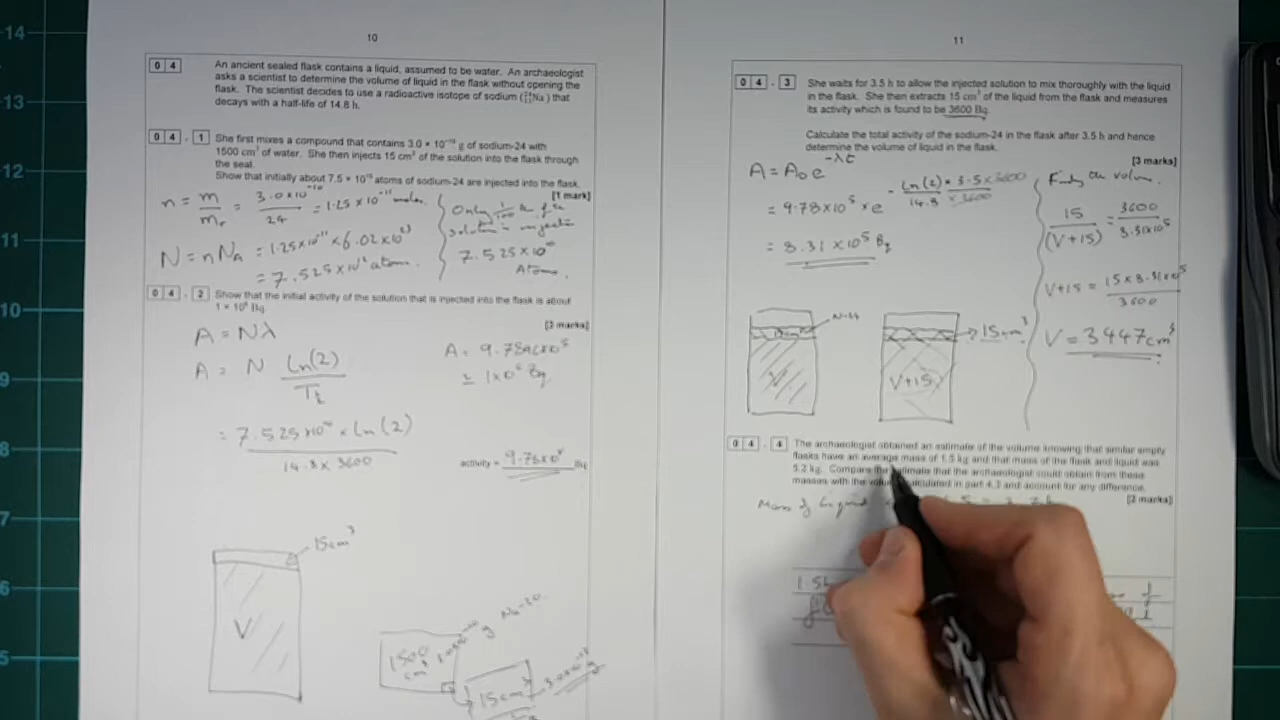 14
13
12
11
10
9
8
7
6
5
10
0 4
An ancient sealed flask contains a liquid, assumed to be water. An archaeologist
asks a scientist to determine the volume of liquid in the flask without opening the
flask. The scientist decides to use a radioactive isotope of sodium (²⁴₁₁Na) that
decays with a half-life of 14.8 h.
0 4 . 1 She first mixes a compound that contains 3.0 × 10⁻¹⁰ g of sodium-24 with
1500 cm³ of water. She then injects 15 cm³ of the solution into the flask through
the seal.
Show that initially about 7.5 × 10¹⁰ atoms of sodium-24 are injected into the flask.
[1 mark]
n = m/mᵣ = 3.0×10⁻¹⁰/24 = 1.25×10⁻¹¹ moles
N = nNₐ = 1.25×10⁻¹¹ × 6.02×10²³
= 7.525×10¹² atoms
Only 1/100 th of the
solution is injected
7.525×10¹⁰
Atoms.
0 4 . 2 Show that the initial activity of the solution that is injected into the flask is about
1 × 10⁶ Bq.
[3 marks]
A = Nλ
A = N Ln(2)/T½
= 7.525×10¹⁰ × Ln(2)
14.8 × 3600
≃ 1×10⁶ Bq
activity = Bq
15cm³
V
1500
cm³
15cm³
11
0 4 . 3 She waits for 3.5 h to allow the injected solution to mix thoroughly with the liquid
in the flask. She then extracts 15 cm³ of the liquid from the flask and measures
its activity which is found to be 3600 Bq.
Calculate the total activity of the sodium-24 in the flask after 3.5 h and hence
determine the volume of liquid in the flask.
[3 marks]
A = A₀ e^-λt
= 9.78×10⁵ × e^-Ln(2) × 3.5 × 3600/14.8 × 3600
= 8.31×10⁵ Bq
the volume.
15/(V+15) = 3600/8.31×10⁵
V+15 = 15×8.31×10⁵
3600
V = 3447cm³
V
15cm³
V+15
0 4 . 4 The archaeologist obtained an estimate of the volume knowing that similar empty
flasks have an average mass of 1.5 kg and that mass of the flask and liquid was
5.2 kg. Compare the estimate that the archaeologist could obtain from these
masses with the volume calculated in part 4.3 and account for any difference.
[2 marks]
Mass of liquid